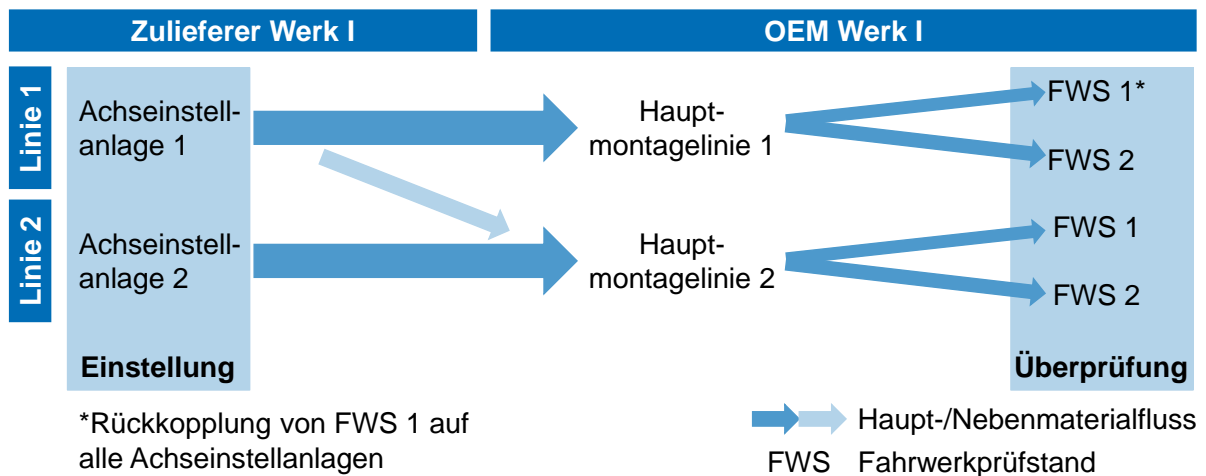 Zulieferer Werk I
OEM Werk I
Linie 1
Achseinstell-
anlage 1
Haupt-
montagelinie 1
FWS 1*
FWS 2
Linie 2
Achseinstell-
anlage 2
Haupt-
montagelinie 2
FWS 1
FWS 2
Einstellung
Überprüfung
*Rückkopplung von FWS 1 auf
alle Achseinstellanlagen
Haupt-/Nebenmaterialfluss
FWS Fahrwerkprüfstand